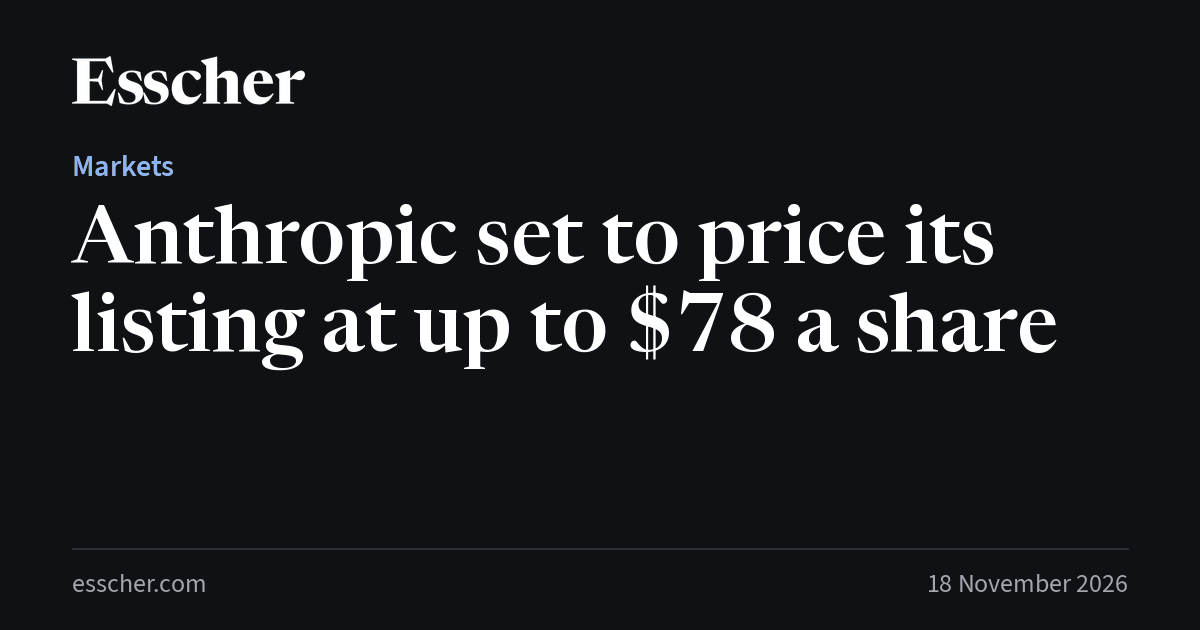 Esscher
Markets
Anthropic set to price its
listing at up to $78 a share
esscher.com
18 November 2026